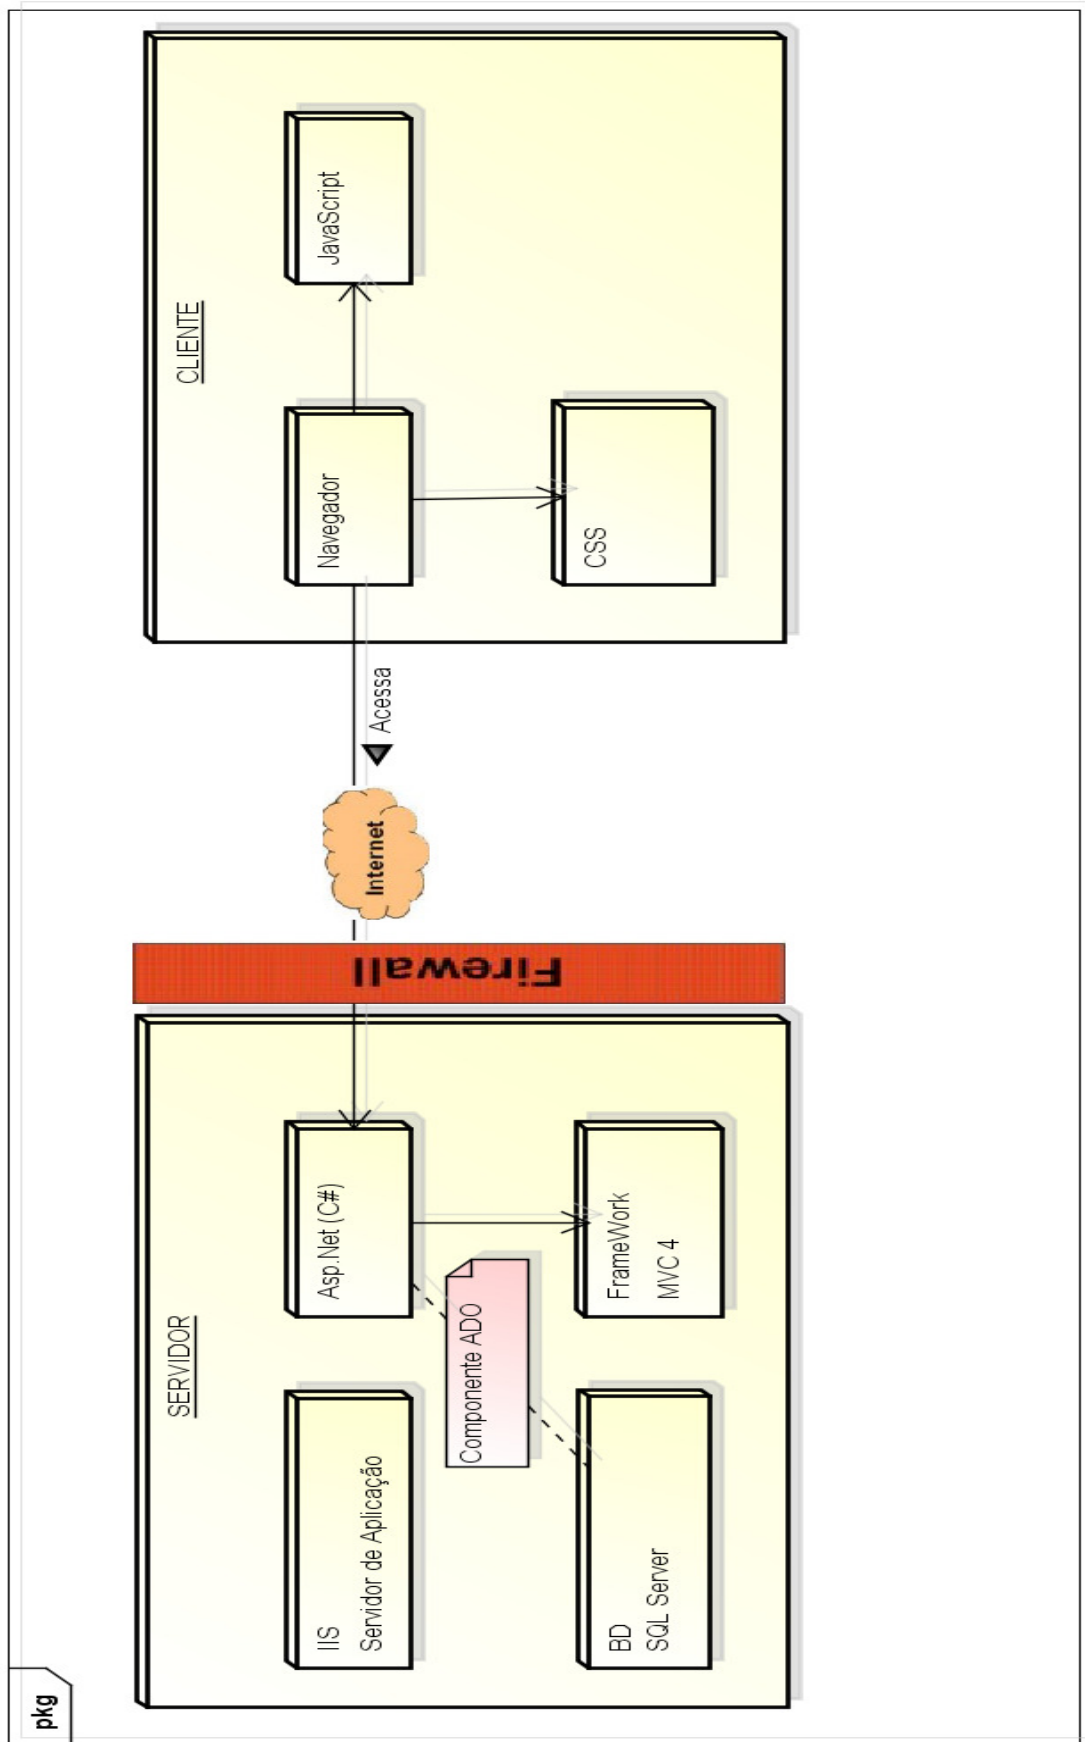 pkg
SERVIDOR
IIS
Servidor de Aplicação
Asp.Net (C#)
Componente ADO
BD
SQL Server
FrameWork
MVC 4
Firewall
Internet
Acessa
CLIENTE
Navegador
JavaScript
CSS